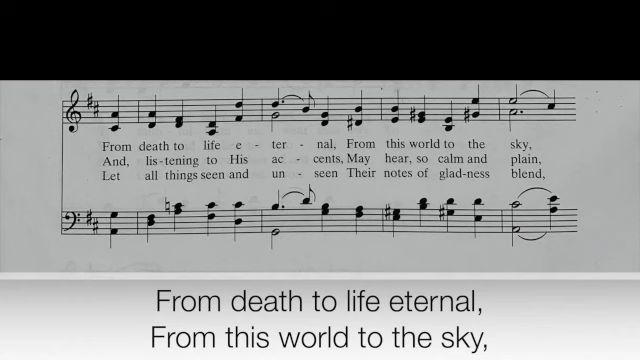 From death to life e - ter - nal, From this world to the sky,
And, lis - tening to His ac - cents, May hear, so calm and plain,
Let all things seen and un - seen Their notes of glad - ness blend,
From death to life eternal,
From this world to the sky,